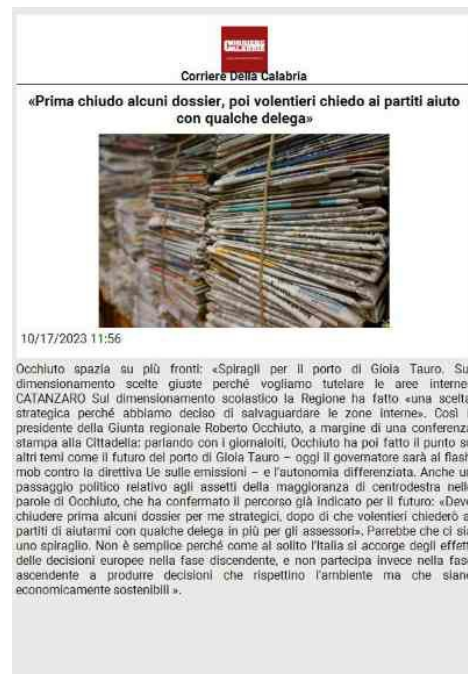 CORRIERE
CALABRIA
Corriere Della Calabria
«Prima chiudo alcuni dossier, poi volentieri chiedo ai partiti aiuto
con qualche delega»
10/17/2023 11:56
Occhiuto spazia su più fronti: «Spiragli per il porto di Gioia Tauro. Sul
dimensionamento scelte giuste perché vogliamo tutelare le aree interne»
CATANZARO Sul dimensionamento scolastico la Regione ha fatto «una scelta
strategica perché abbiamo deciso di salvaguardare le zone interne». Così i
presidente della Giunta regionale Roberto Occhiuto, a margine di una conferenza
stampa alla Cittadella: parlando con i giornaloiti, Occhiuto ha poi fatto il punto su
altri temi come il futuro del porto di Gioia Tauro – oggi il governatore sarà al flash
mob contro la direttiva Ue sulle emissioni – e l'autonomia differenziata. Anche un
passaggio politico relativo agli assetti della maggioranza di centrodestra nelle
parole di Occhiuto, che ha confermato il percorso già indicato per il futuro: «Devo
chiudere prima alcuni dossier per me strategici, dopo di che volentieri chiederò ai
partiti di aiutarmi con qualche delega in più per gli assessori». Parrebbe che ci sia
uno spiraglio. Non è semplice perché come al solito l'Italia si accorge degli effetti
delle decisioni europee nella fase discendente, e non partecipa invece nella fase
ascendente a produrre decisioni che rispettino l'ambiente ma che siano
economicamente sostenibili ».